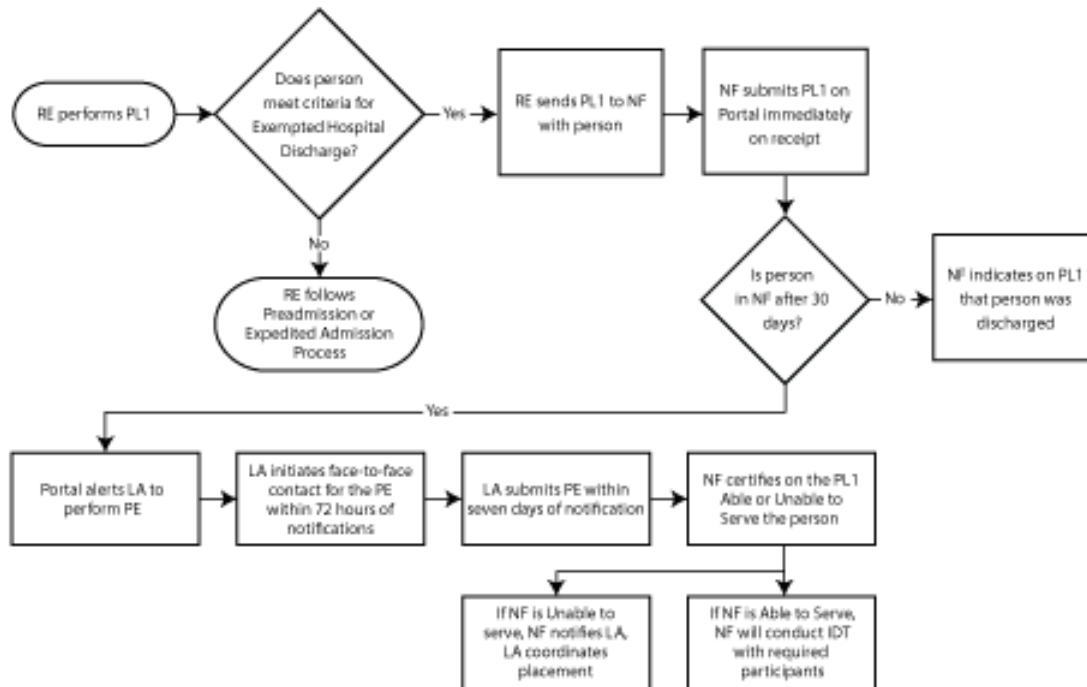 RE performs PL1
Does person
meet criteria for
Exempted Hospital
Discharge?
Yes
RE sends PL1 to NF
with person
NF submits PL1 on
Portal immediately
on receipt
No
RE follows
Preadmission or
Expedited Admission
Process
Is person
in NF after 30
days?
No
NF indicates on PL1
that person was
discharged
Yes
Portal alerts LA to
perform PE
LA initiates face-to-face
contact for the PE
within 72 hours of
notifications
LA submits PE within
seven days of notification
NF certifies on the PL1
Able or Unable to
Serve the person
If NF is Unable to
serve, NF notifies LA,
LA coordinates
placement
If NF is Able to Serve,
NF will conduct IDT
with required
participants